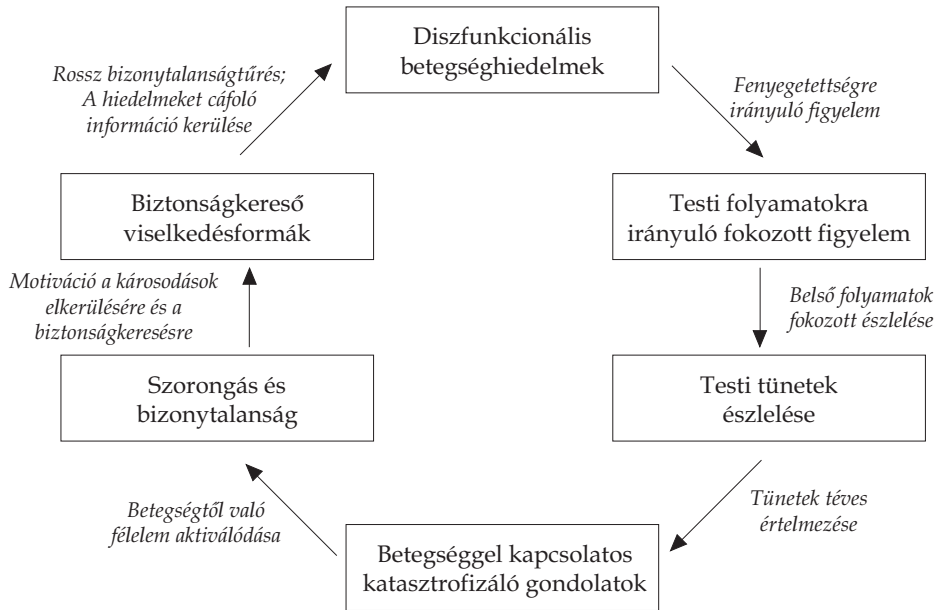 Diszfunkcionális
betegséghiedelmek
Fenyegetettségre
irányuló figyelem
Testi folyamatokra
irányuló fokozott figyelem
Belső folyamatok
fokozott észlelése
Testi tünetek
észlelése
Tünetek téves
értelmezése
Betegséggel kapcsolatos
katasztrofizáló gondolatok
Betegségtől való
félelem aktiválódása
Szorongás és
bizonytalanság
Motiváció a károsodások
elkerülésére és a
biztonságkeresésre
Biztonságkereső
viselkedésformák
Rossz bizonytalanságtűrés;
A hiedelmeket cáfoló
információ kerülése